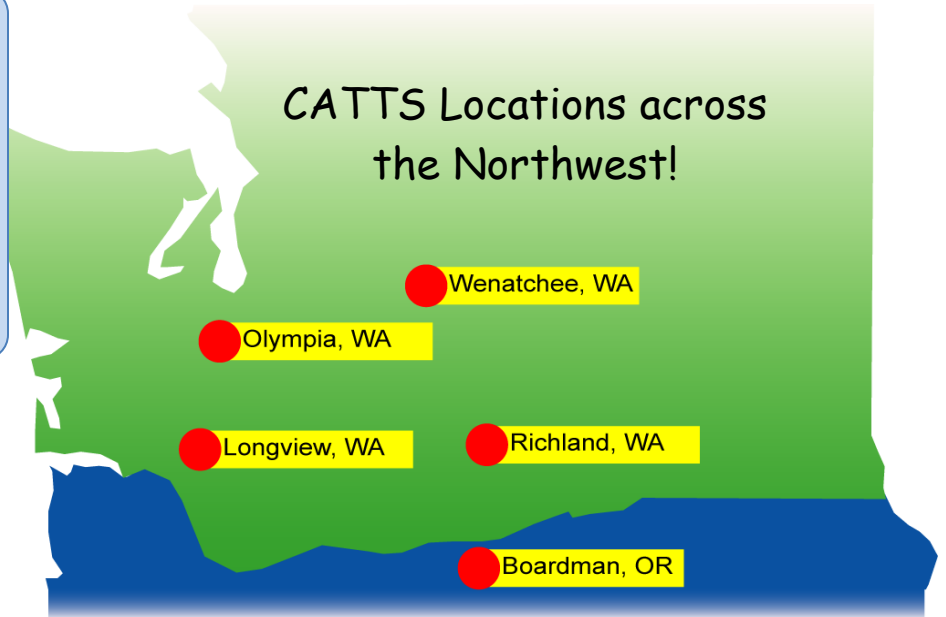 CATTS Locations across
the Northwest!
Wenatchee, WA
Olympia, WA
Longview, WA
Richland, WA
Boardman, OR